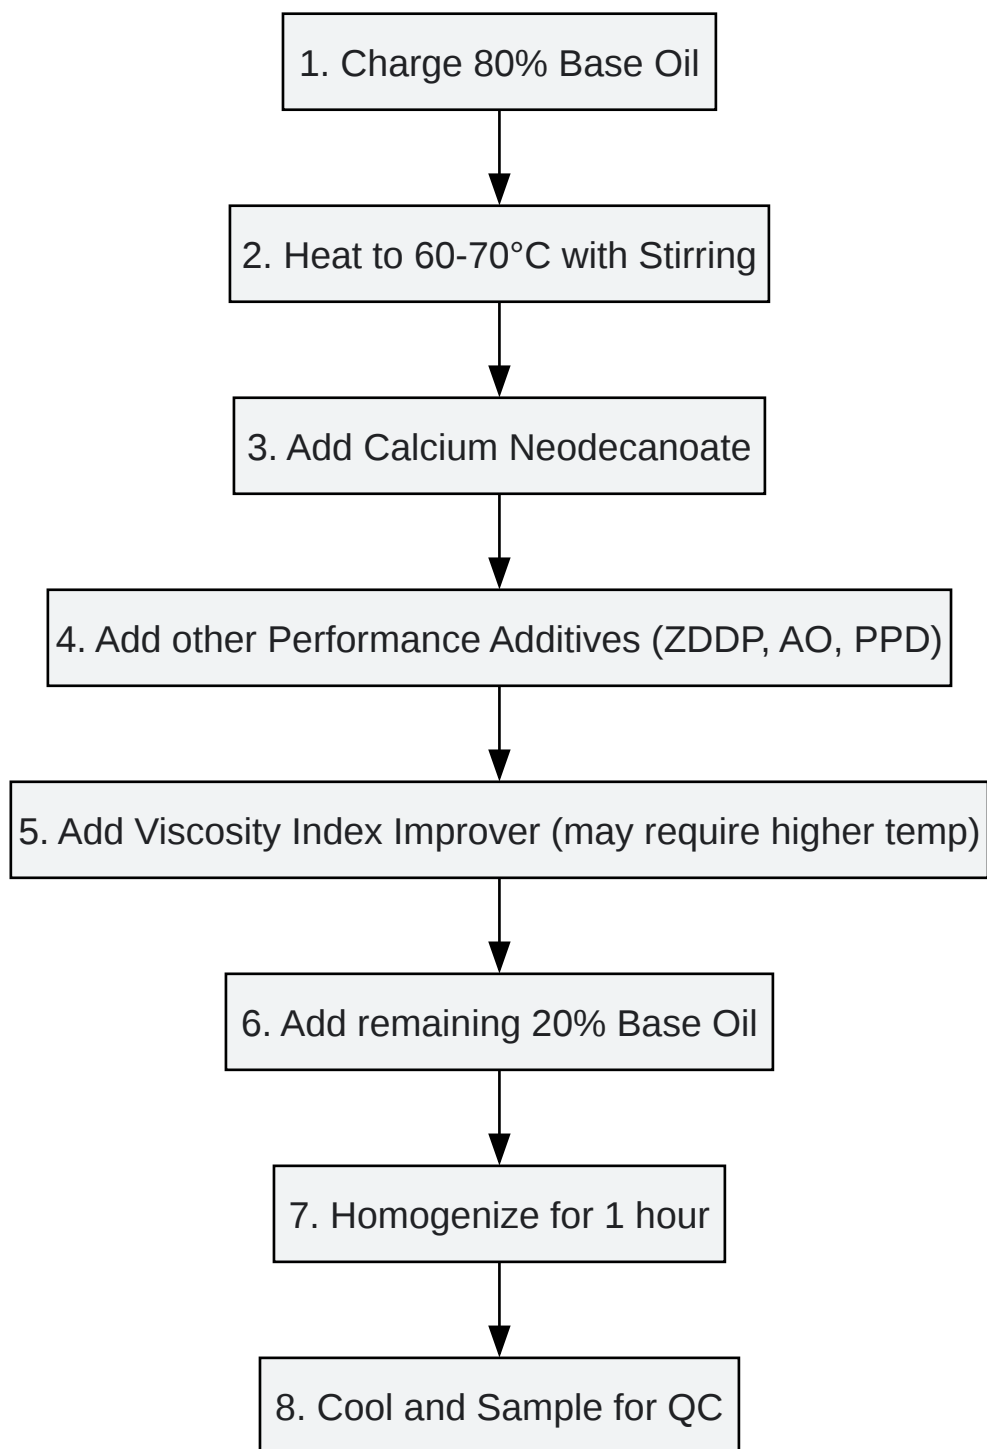 1. Charge 80% Base Oil
2. Heat to 60-70°C with Stirring
3. Add Calcium Neodecanoate
4. Add other Performance Additives (ZDDP, AO, PPD)
5. Add Viscosity Index Improver (may require higher temp)
6. Add remaining 20% Base Oil
7. Homogenize for 1 hour
8. Cool and Sample for QC